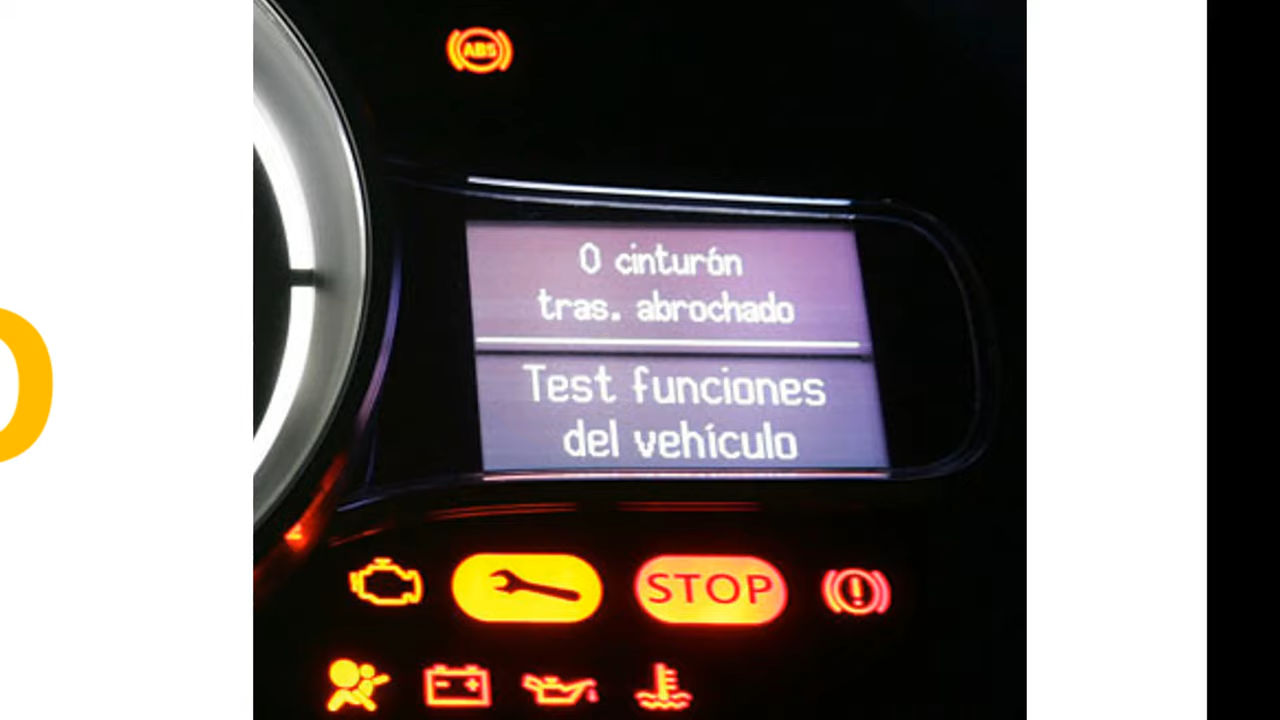 ABS
0 cinturón
tras. abrochado
Test funciones
del vehículo
STOP